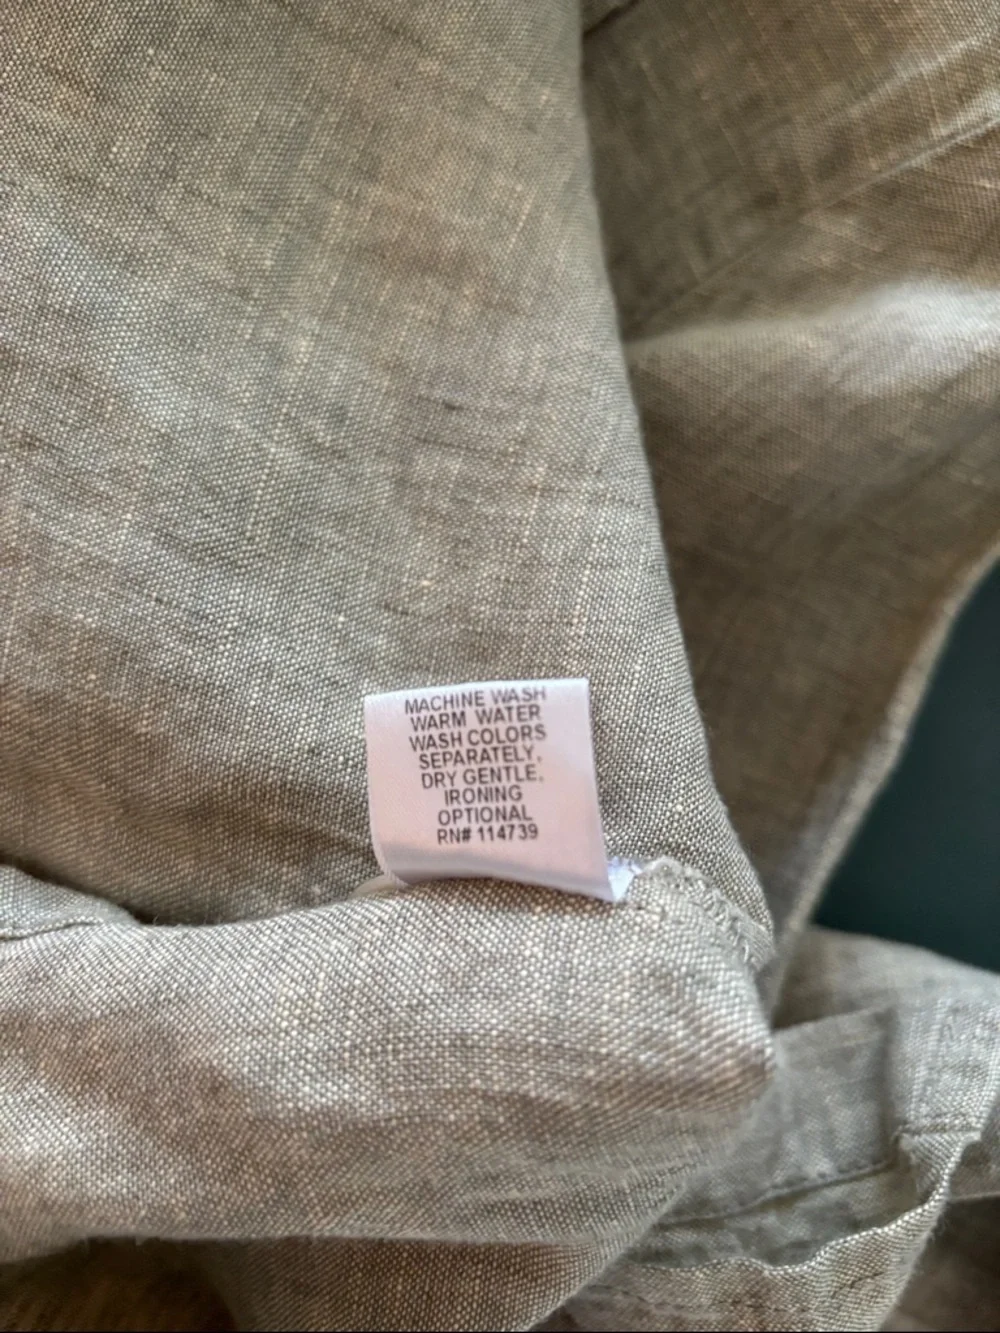 MACHINE WASH
WARM WATER
WASH COLORS
SEPARATELY,
DRY GENTLE,
IRONING
OPTIONAL
RN# 114739